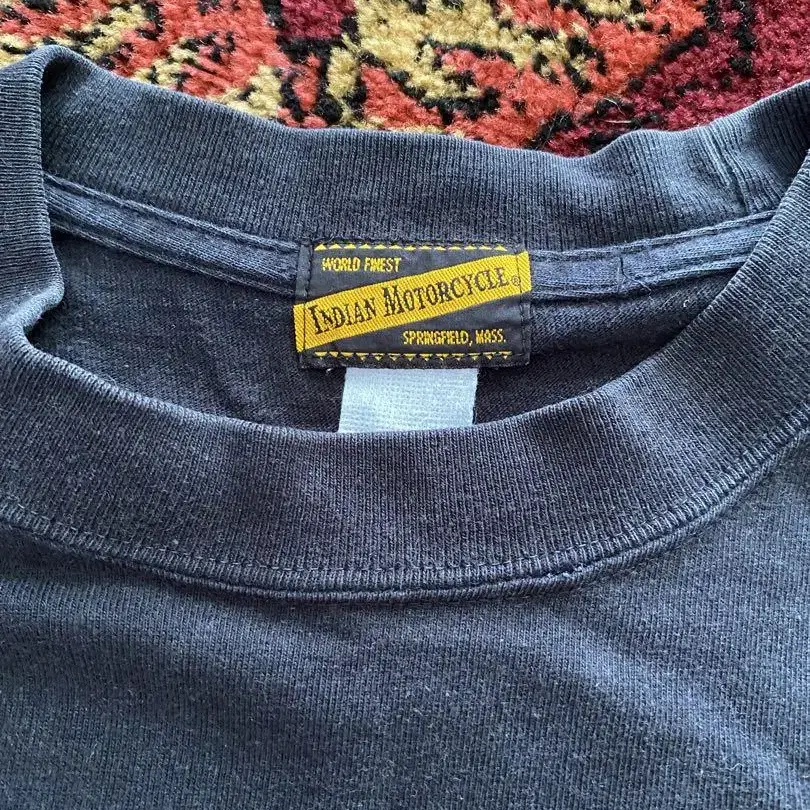 WORLD FINEST
INDIAN MOTORCYCLE®
SPRINGFIELD, MASS.